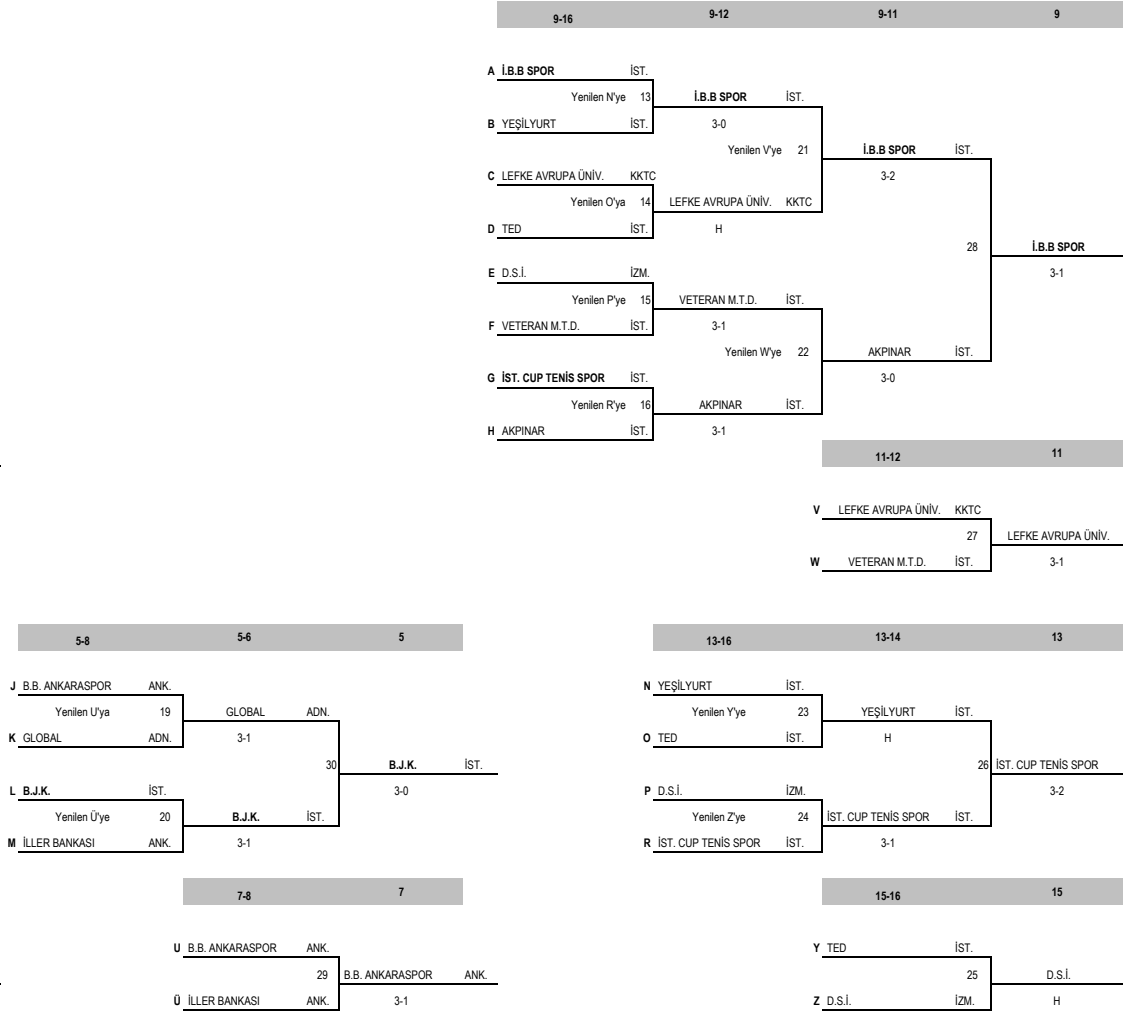 9-16 9-12 9-11 9
A İ.B.B SPOR İST.
Yenilen N'ye 13 İ.B.B SPOR İST.
B YEŞİLYURT İST. 3-0
Yenilen V'ye 21 İ.B.B SPOR İST.
C LEFKE AVRUPA ÜNİV. KKTC 3-2
Yenilen O'ya 14 LEFKE AVRUPA ÜNİV. KKTC
D TED İST. H
28 İ.B.B SPOR
E D.S.İ. İZM. 3-1
Yenilen P'ye 15 VETERAN M.T.D. İST.
F VETERAN M.T.D. İST. 3-1
Yenilen W'ye 22 AKPINAR İST.
G İST. CUP TENİS SPOR İST. 3-0
Yenilen R'ye 16 AKPINAR İST.
H AKPINAR İST. 3-1
11-12 11
V LEFKE AVRUPA ÜNİV. KKTC
27 LEFKE AVRUPA ÜNİV.
W VETERAN M.T.D. İST. 3-1
5-8 5-6 5
J B.B. ANKARASPOR ANK.
Yenilen U'ya 19 GLOBAL ADN.
K GLOBAL ADN. 3-1
30 B.J.K. İST.
L B.J.K. İST. 3-0
Yenilen Ü'ye 20 B.J.K. İST.
M İLLER BANKASI ANK. 3-1
7-8 7
U B.B. ANKARASPOR ANK.
29 B.B. ANKARASPOR ANK.
Ü İLLER BANKASI ANK. 3-1
13-16 13-14 13
N YEŞİLYURT İST.
Yenilen Y'ye 23 YEŞİLYURT İST.
O TED İST. H
26 İST. CUP TENİS SPOR
P D.S.İ. İZM. 3-2
Yenilen Z'ye 24 İST. CUP TENİS SPOR İST.
R İST. CUP TENİS SPOR İST. 3-1
15-16 15
Y TED İST.
25 D.S.İ.
Z D.S.İ. İZM. H